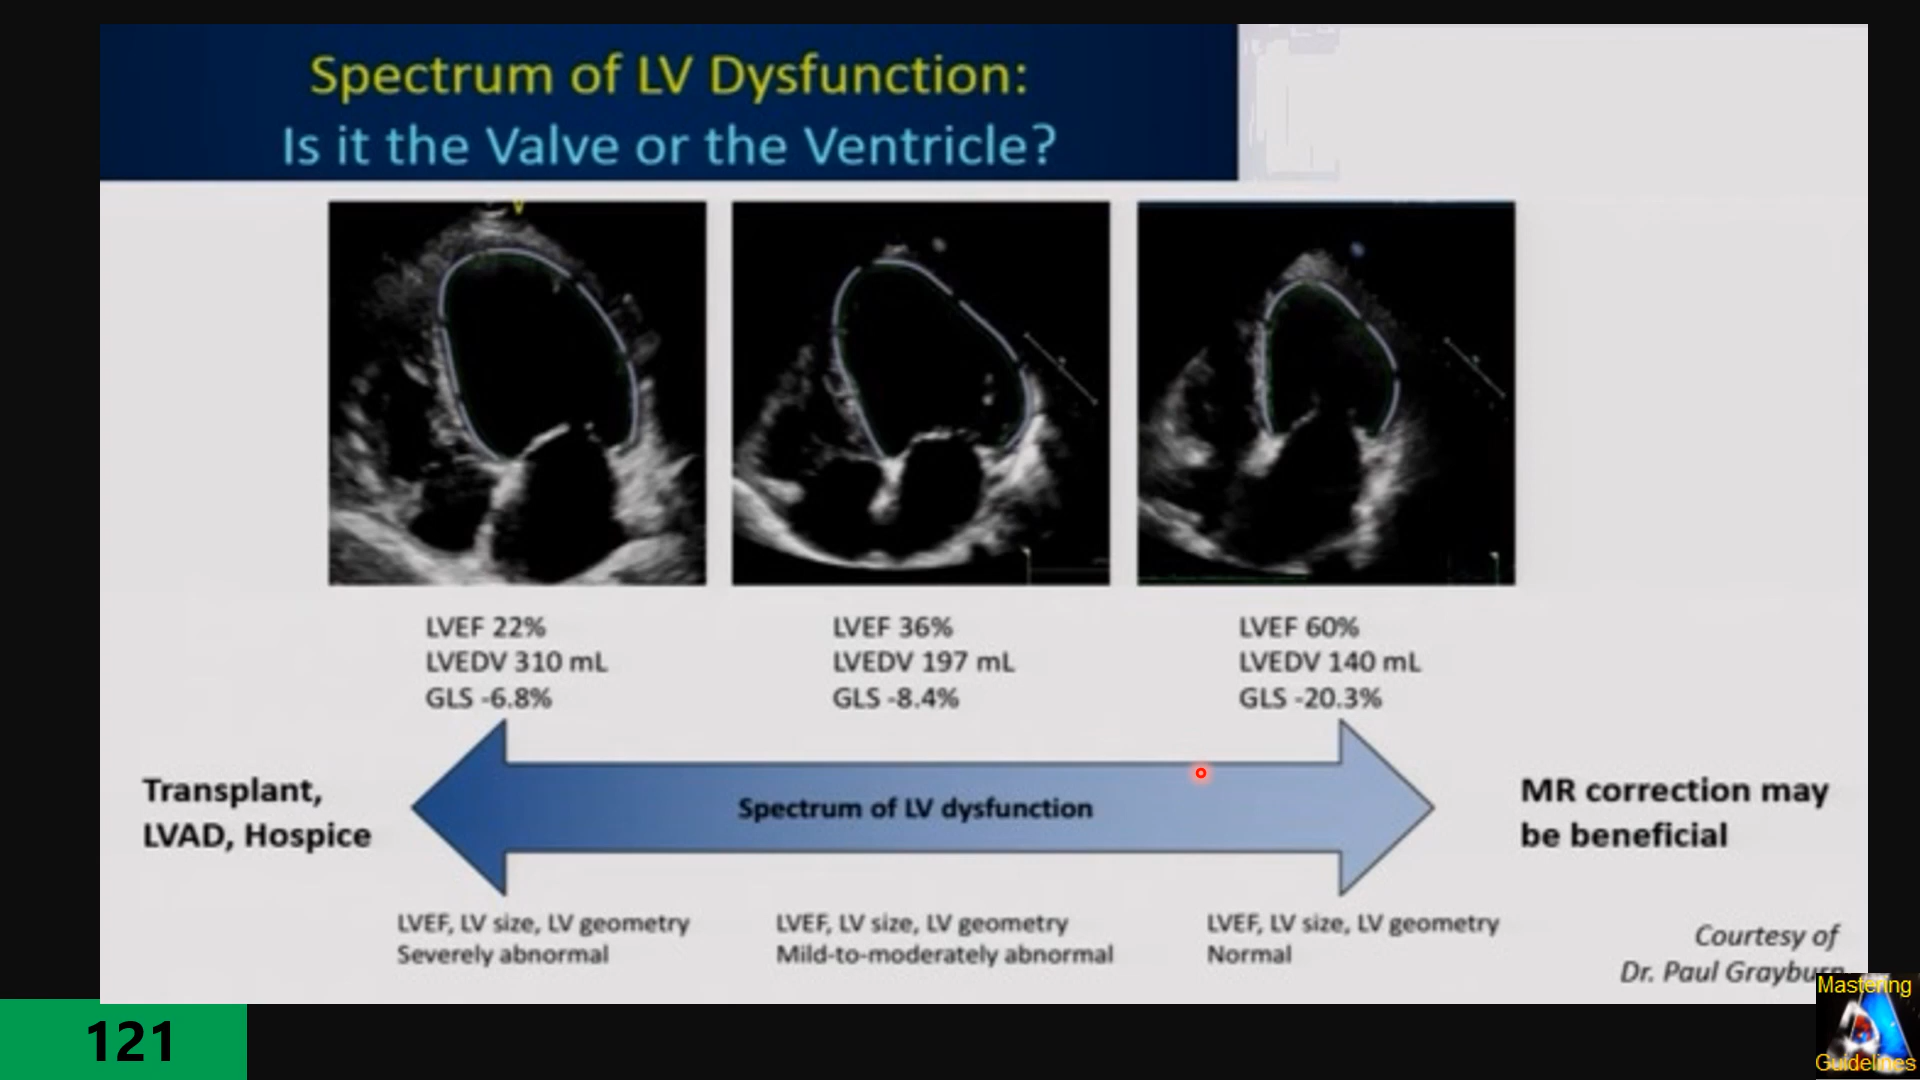 Spectrum of LV Dysfunction:
Is it the Valve or the Ventricle?
V
LVEF 22%
LVEDV 310 mL
GLS -6.8%
LVEF 36%
LVEDV 197 mL
GLS -8.4%
LVEF 60%
LVEDV 140 mL
GLS -20.3%
Transplant,
LVAD, Hospice
Spectrum of LV dysfunction
MR correction may
be beneficial
LVEF, LV size, LV geometry
Severely abnormal
LVEF, LV size, LV geometry
Mild-to-moderately abnormal
LVEF, LV size, LV geometry
Normal
Courtesy of
Dr. Paul Grayburn
Mastering
Guidelines
121